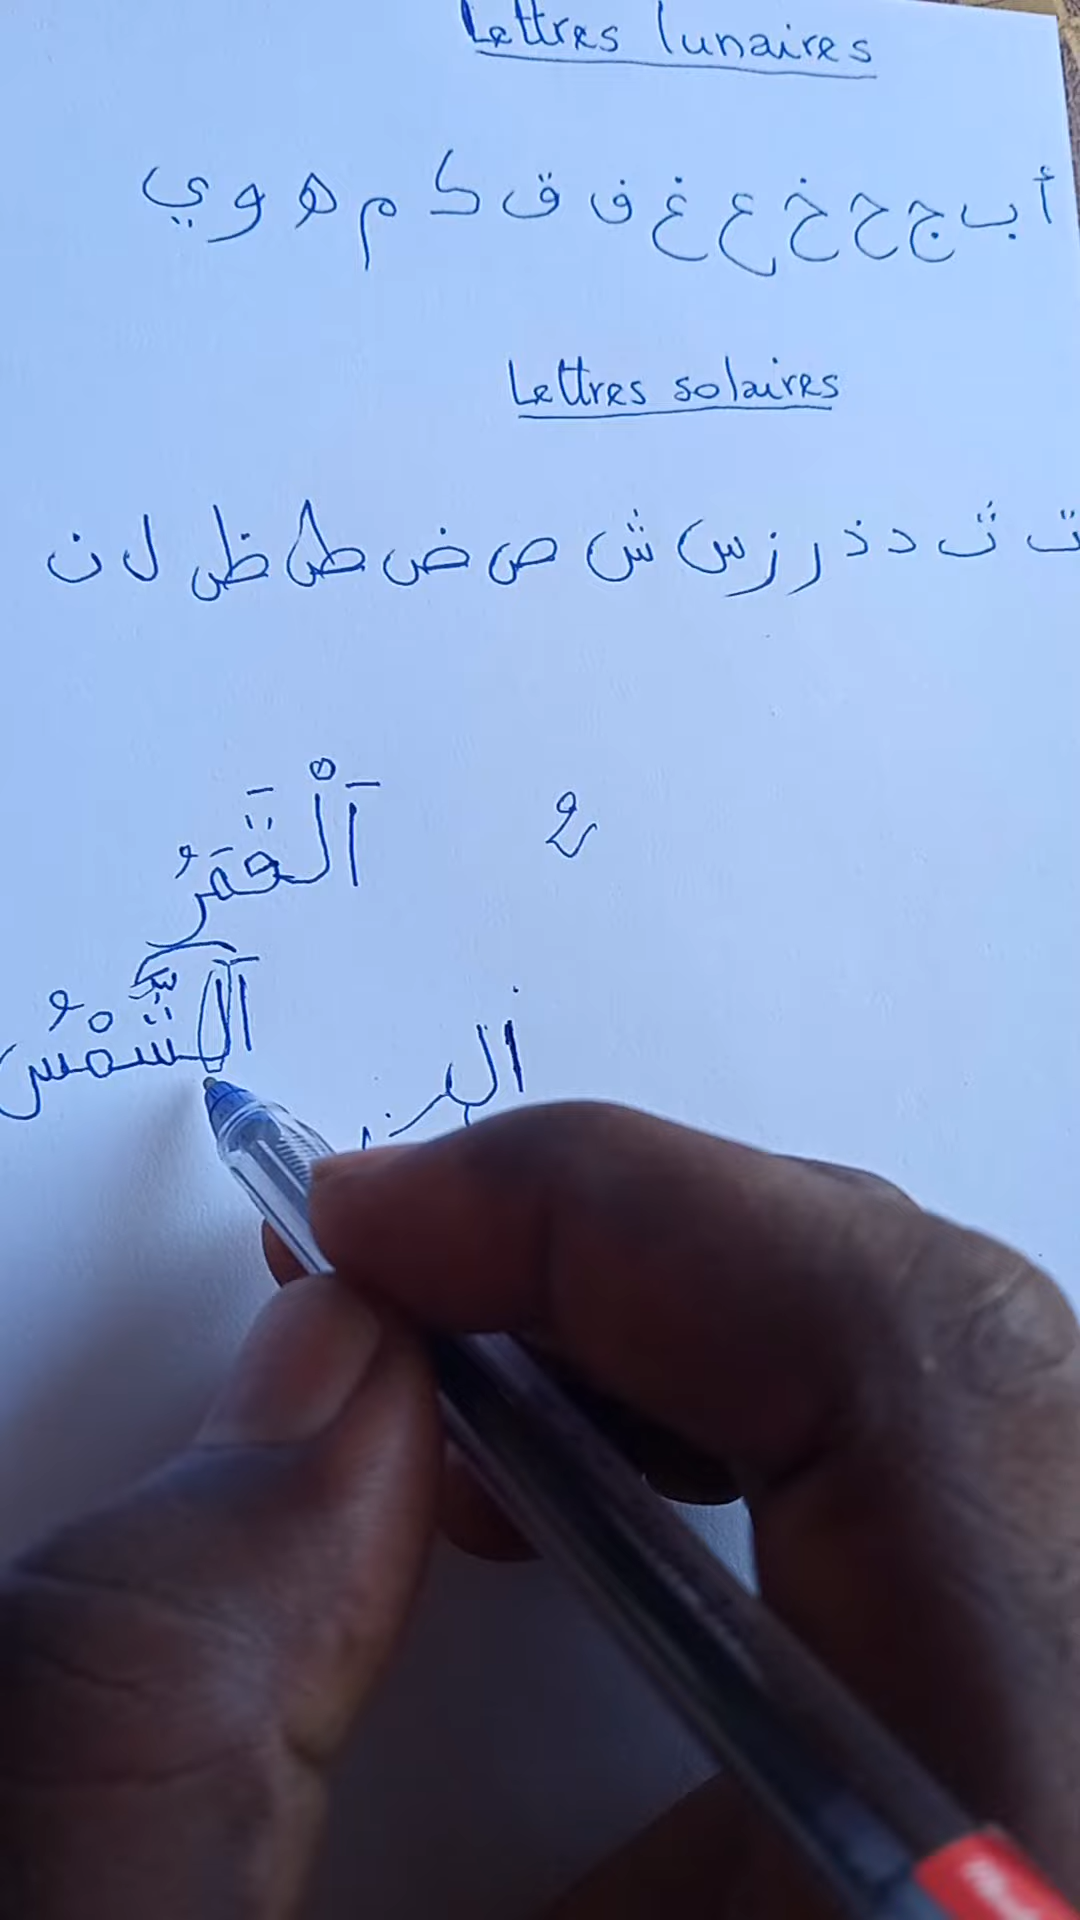 Lettres lunaires
أ ب ج ح خ ع غ ف ق ك م ه و ي
Lettres solaires
ت ث د ذ ر ز س ش ص ض ط ظ ل ن
اَلْقَمَرُ
اَلشَّمْسُ